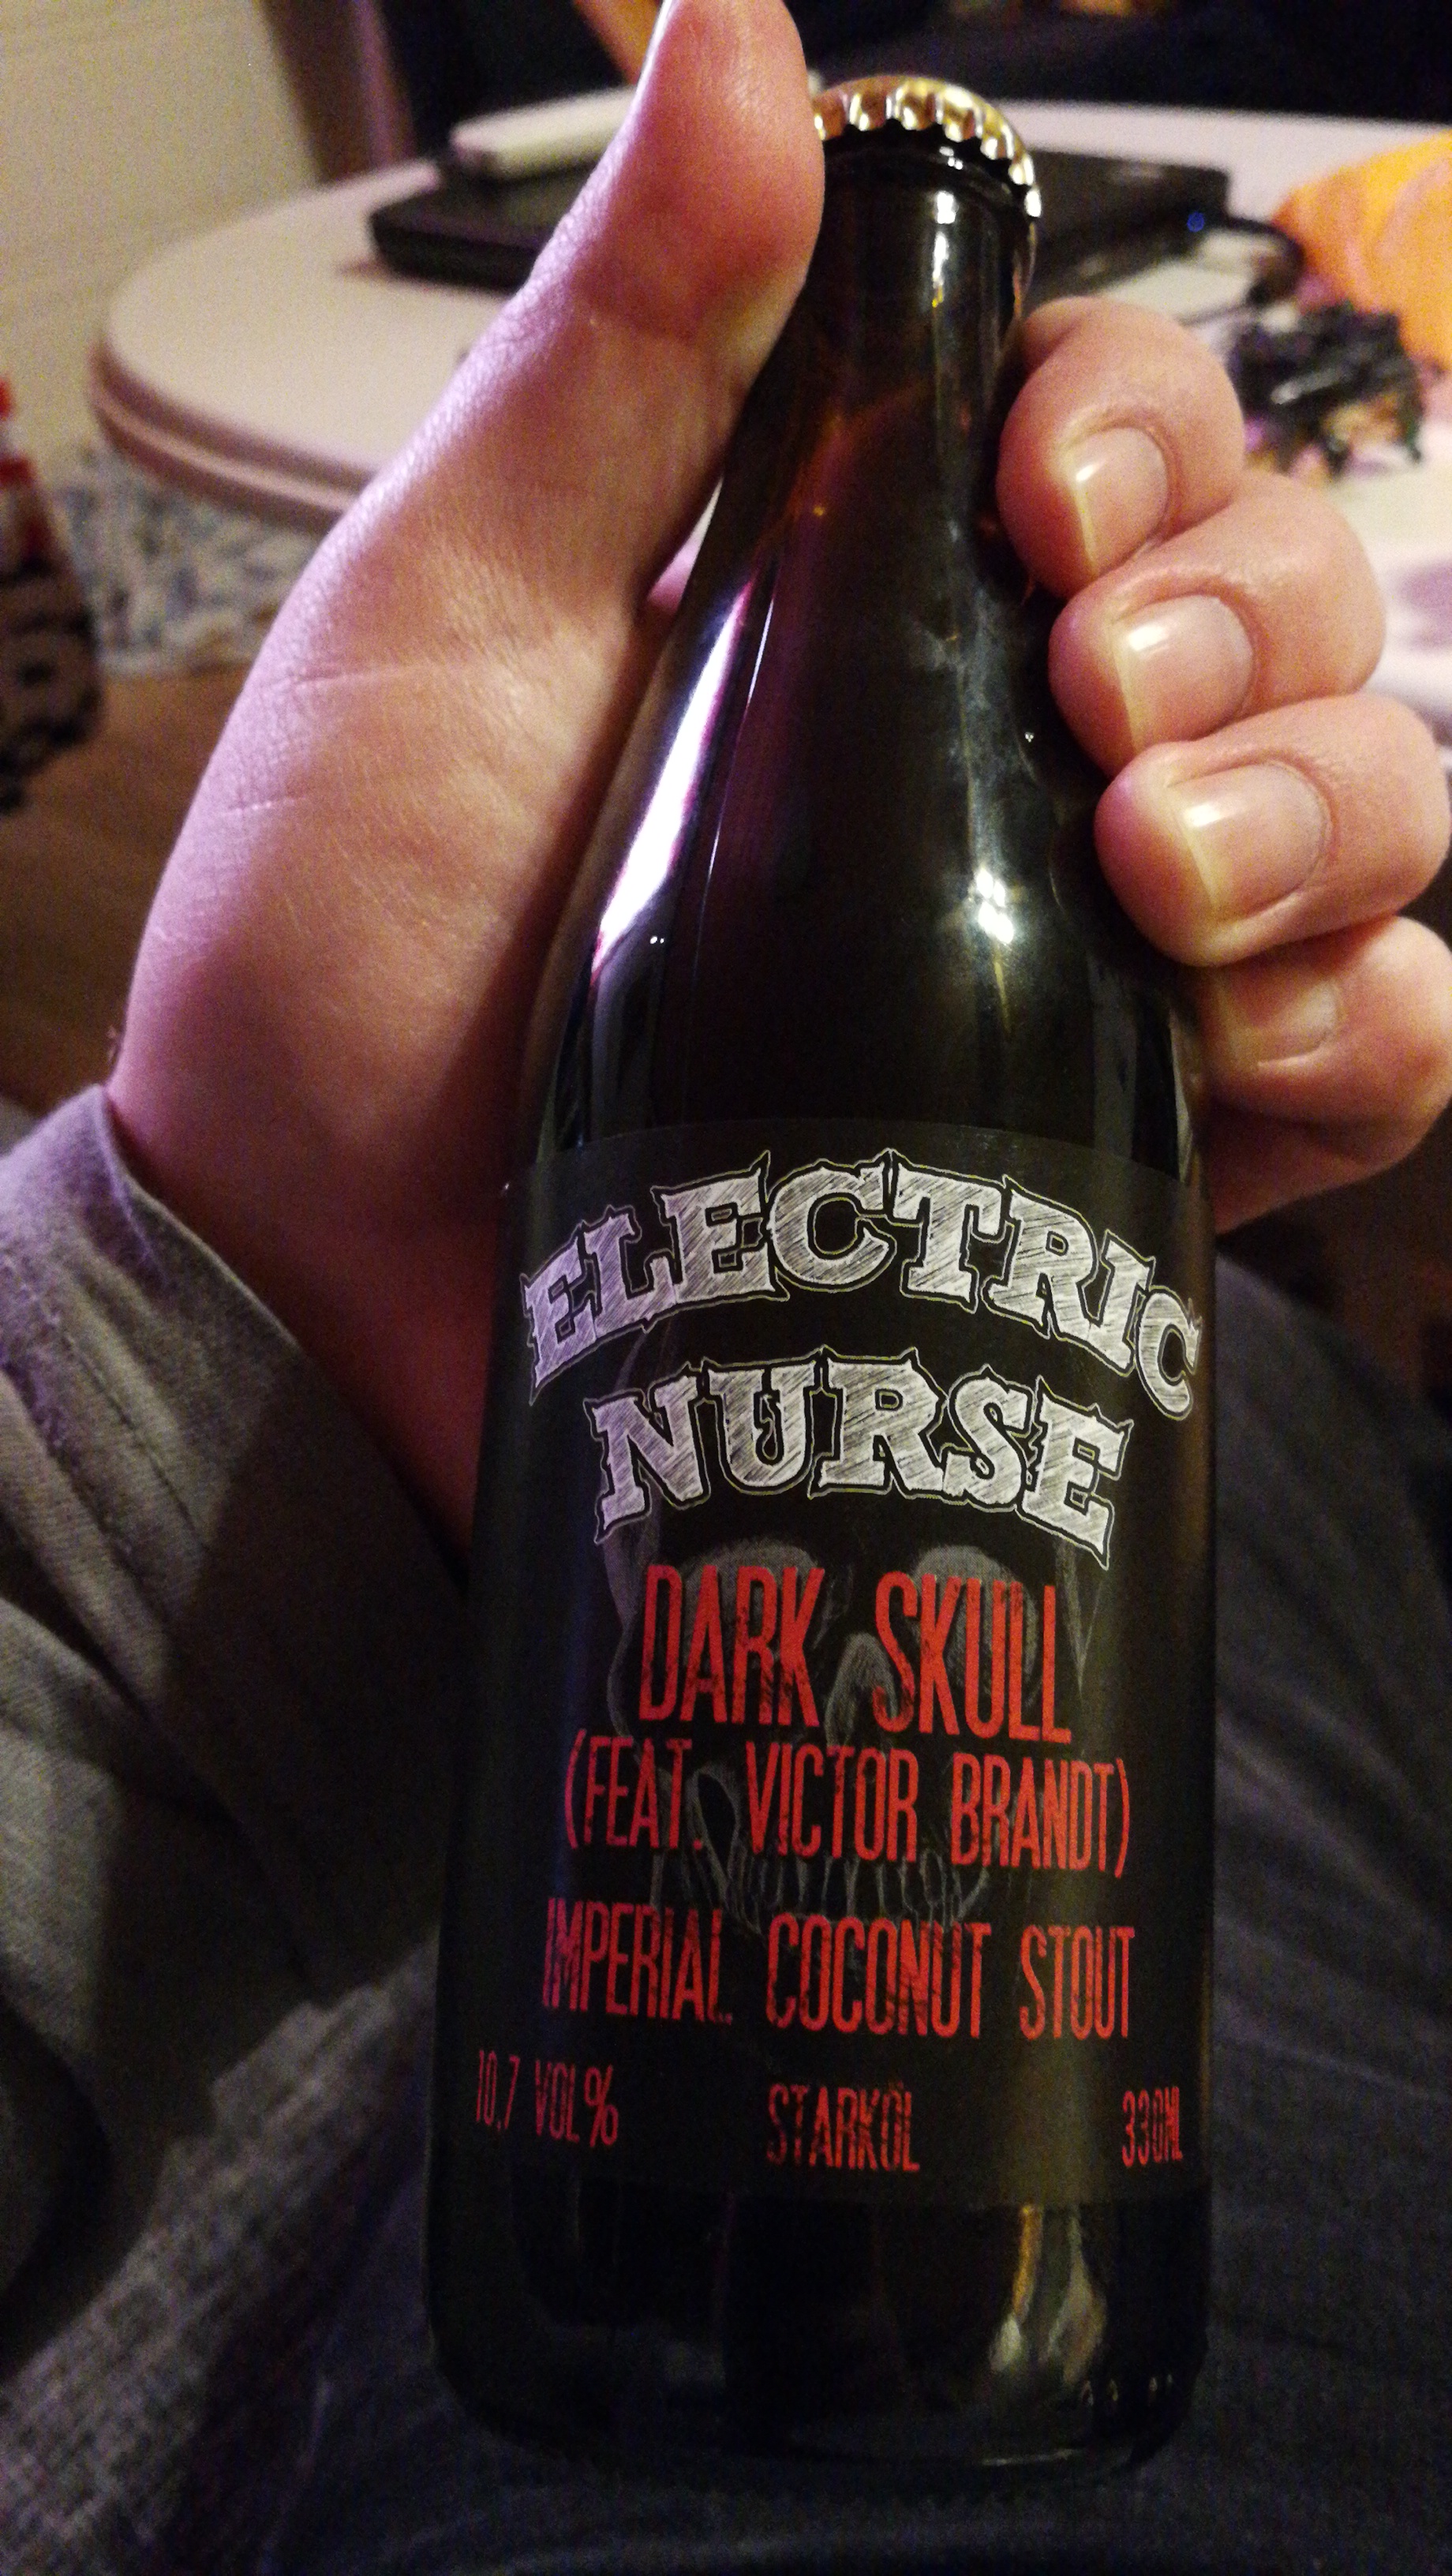 ELECTRIC
NURSE
DARK SKULL
(FEAT. VICTOR BRANDT)
IMPERIAL COCONUT STOUT
10,7 VOL% STARKÖL 330ML